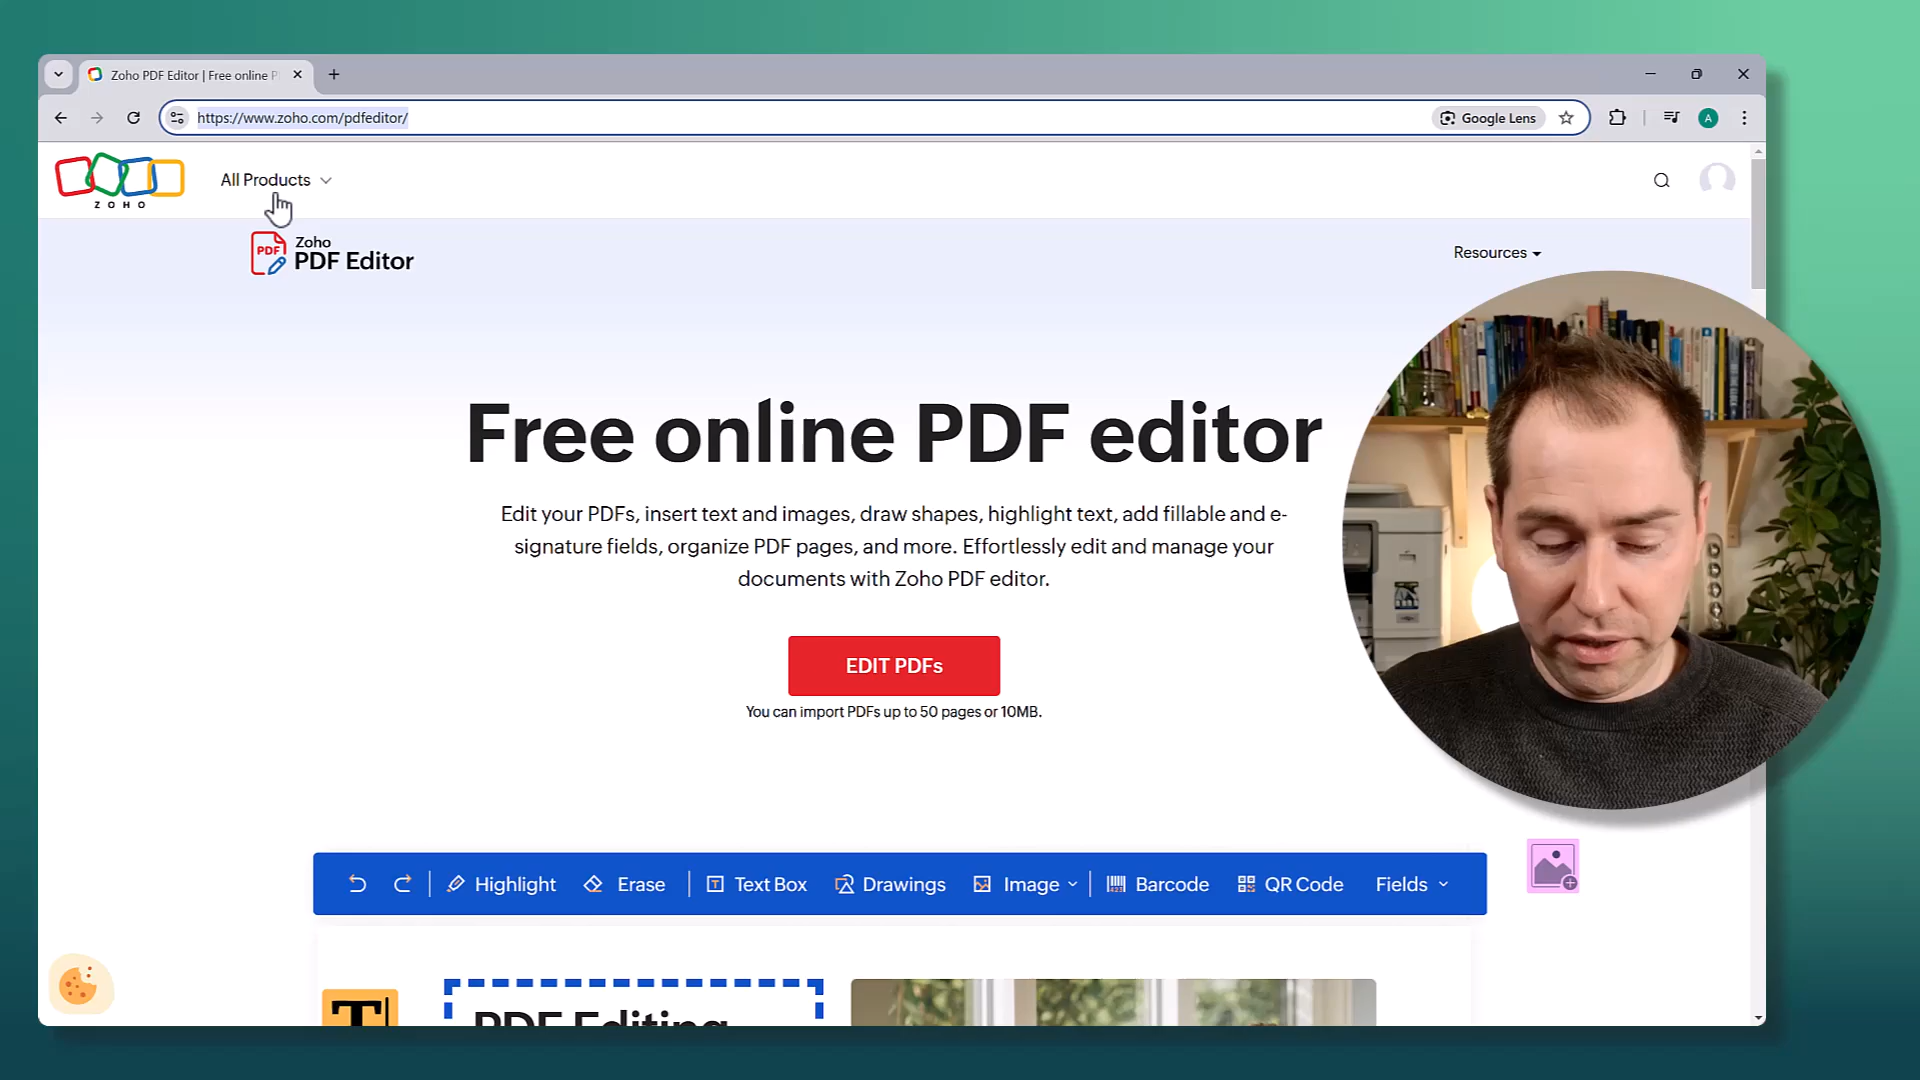 Zoho PDF Editor | Free online P
https://www.zoho.com/pdfeditor/
Google Lens
A
ZOHO
All Products
PDF
Zoho
PDF Editor
Resources
Free online PDF editor
Edit your PDFs, insert text and images, draw shapes, highlight text, add fillable and e-
signature fields, organize PDF pages, and more. Effortlessly edit and manage your
documents with Zoho PDF editor.
EDIT PDFs
You can import PDFs up to 50 pages or 10MB.
Highlight
Erase
Text Box
Drawings
Image
Barcode
QR Code
Fields
T
PDF Editing